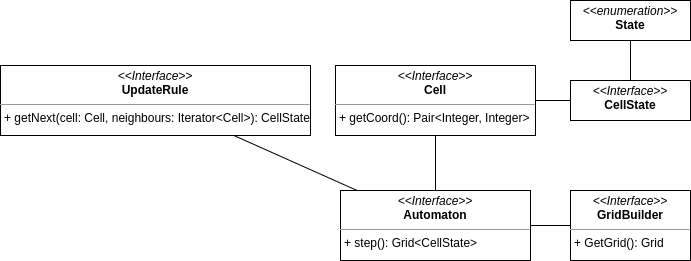 <<enumeration>>
State
<<Interface>>
UpdateRule
+ getNext(cell: Cell, neighbours: Iterator<Cell>): CellState
<<Interface>>
Cell
+ getCoord(): Pair<Integer, Integer>
<<Interface>>
CellState
<<Interface>>
Automaton
+ step(): Grid<CellState>
<<Interface>>
GridBuilder
+ GetGrid(): Grid